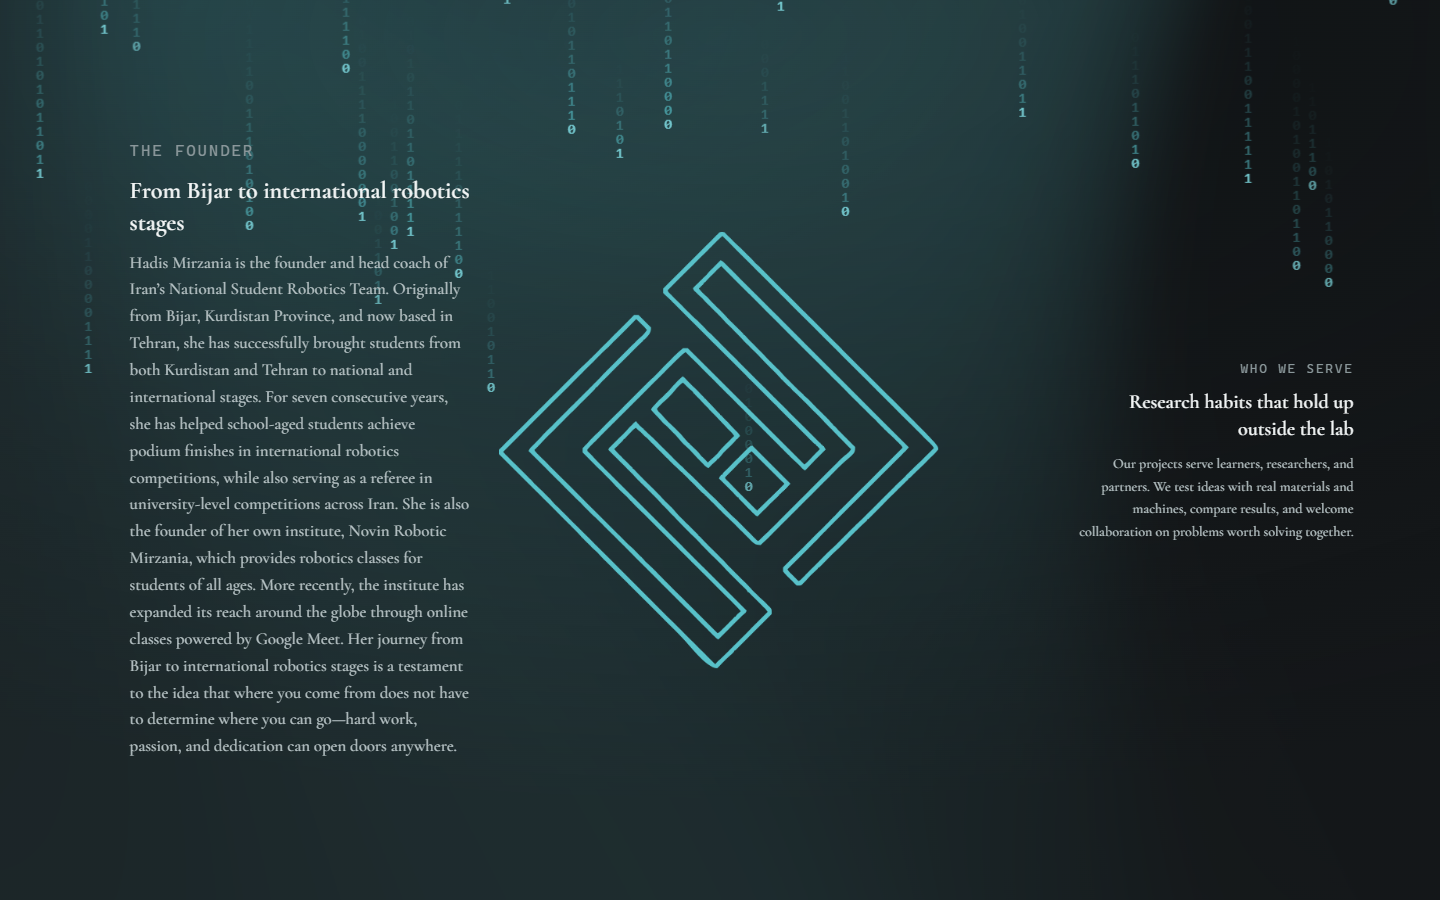 THE FOUNDER
From Bijar to international robotics
stages
Hadis Mirzania is the founder and head coach of
Iran’s National Student Robotics Team. Originally
from Bijar, Kurdistan Province, and now based in
Tehran, she has successfully brought students from
both Kurdistan and Tehran to national and
international stages. For seven consecutive years,
she has helped school-aged students achieve
podium finishes in international robotics
competitions, while also serving as a referee in
university-level competitions across Iran. She is also
the founder of her own institute, Novin Robotic
Mirzania, which provides robotics classes for
students of all ages. More recently, the institute has
expanded its reach around the globe through online
classes powered by Google Meet. Her journey from
Bijar to international robotics stages is a testament
to the idea that where you come from does not have
to determine where you can go—hard work,
passion, and dedication can open doors anywhere.
WHO WE SERVE
Research habits that hold up
outside the lab
Our projects serve learners, researchers, and
partners. We test ideas with real materials and
machines, compare results, and welcome
collaboration on problems worth solving together.